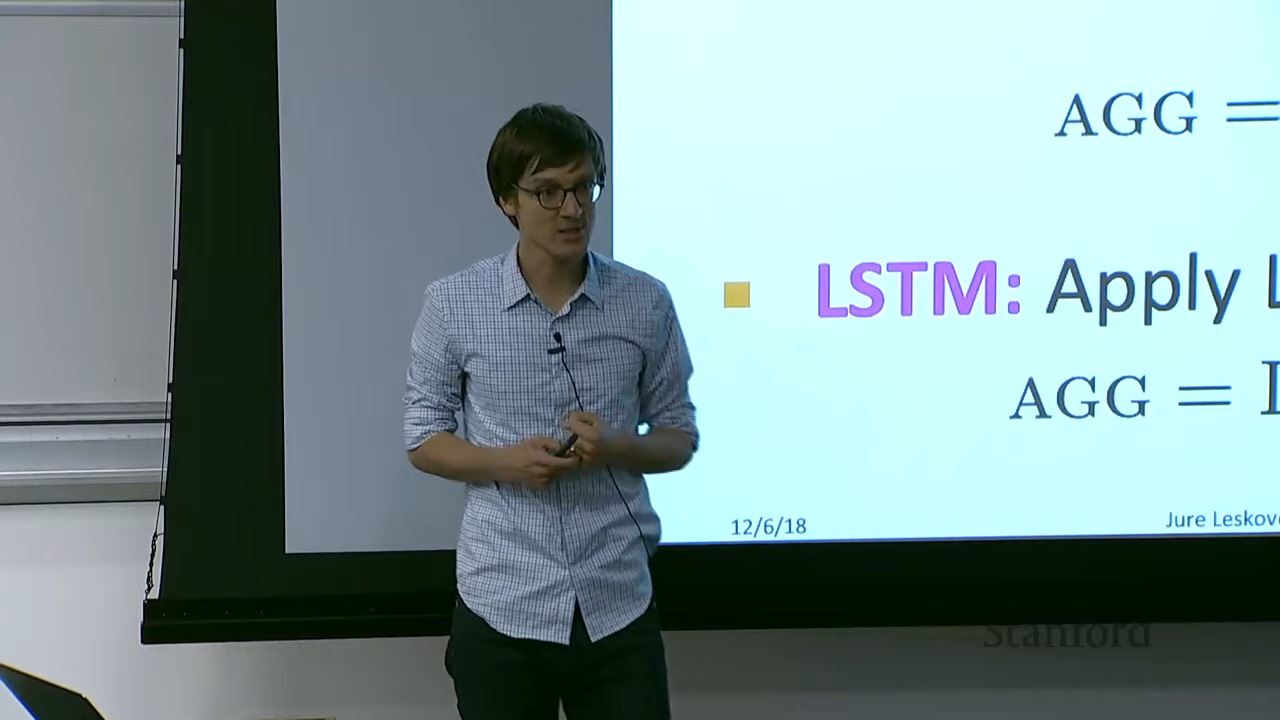 AGG =
LSTM: Apply L
AGG =
12/6/18 Jure Leskov
Stanford